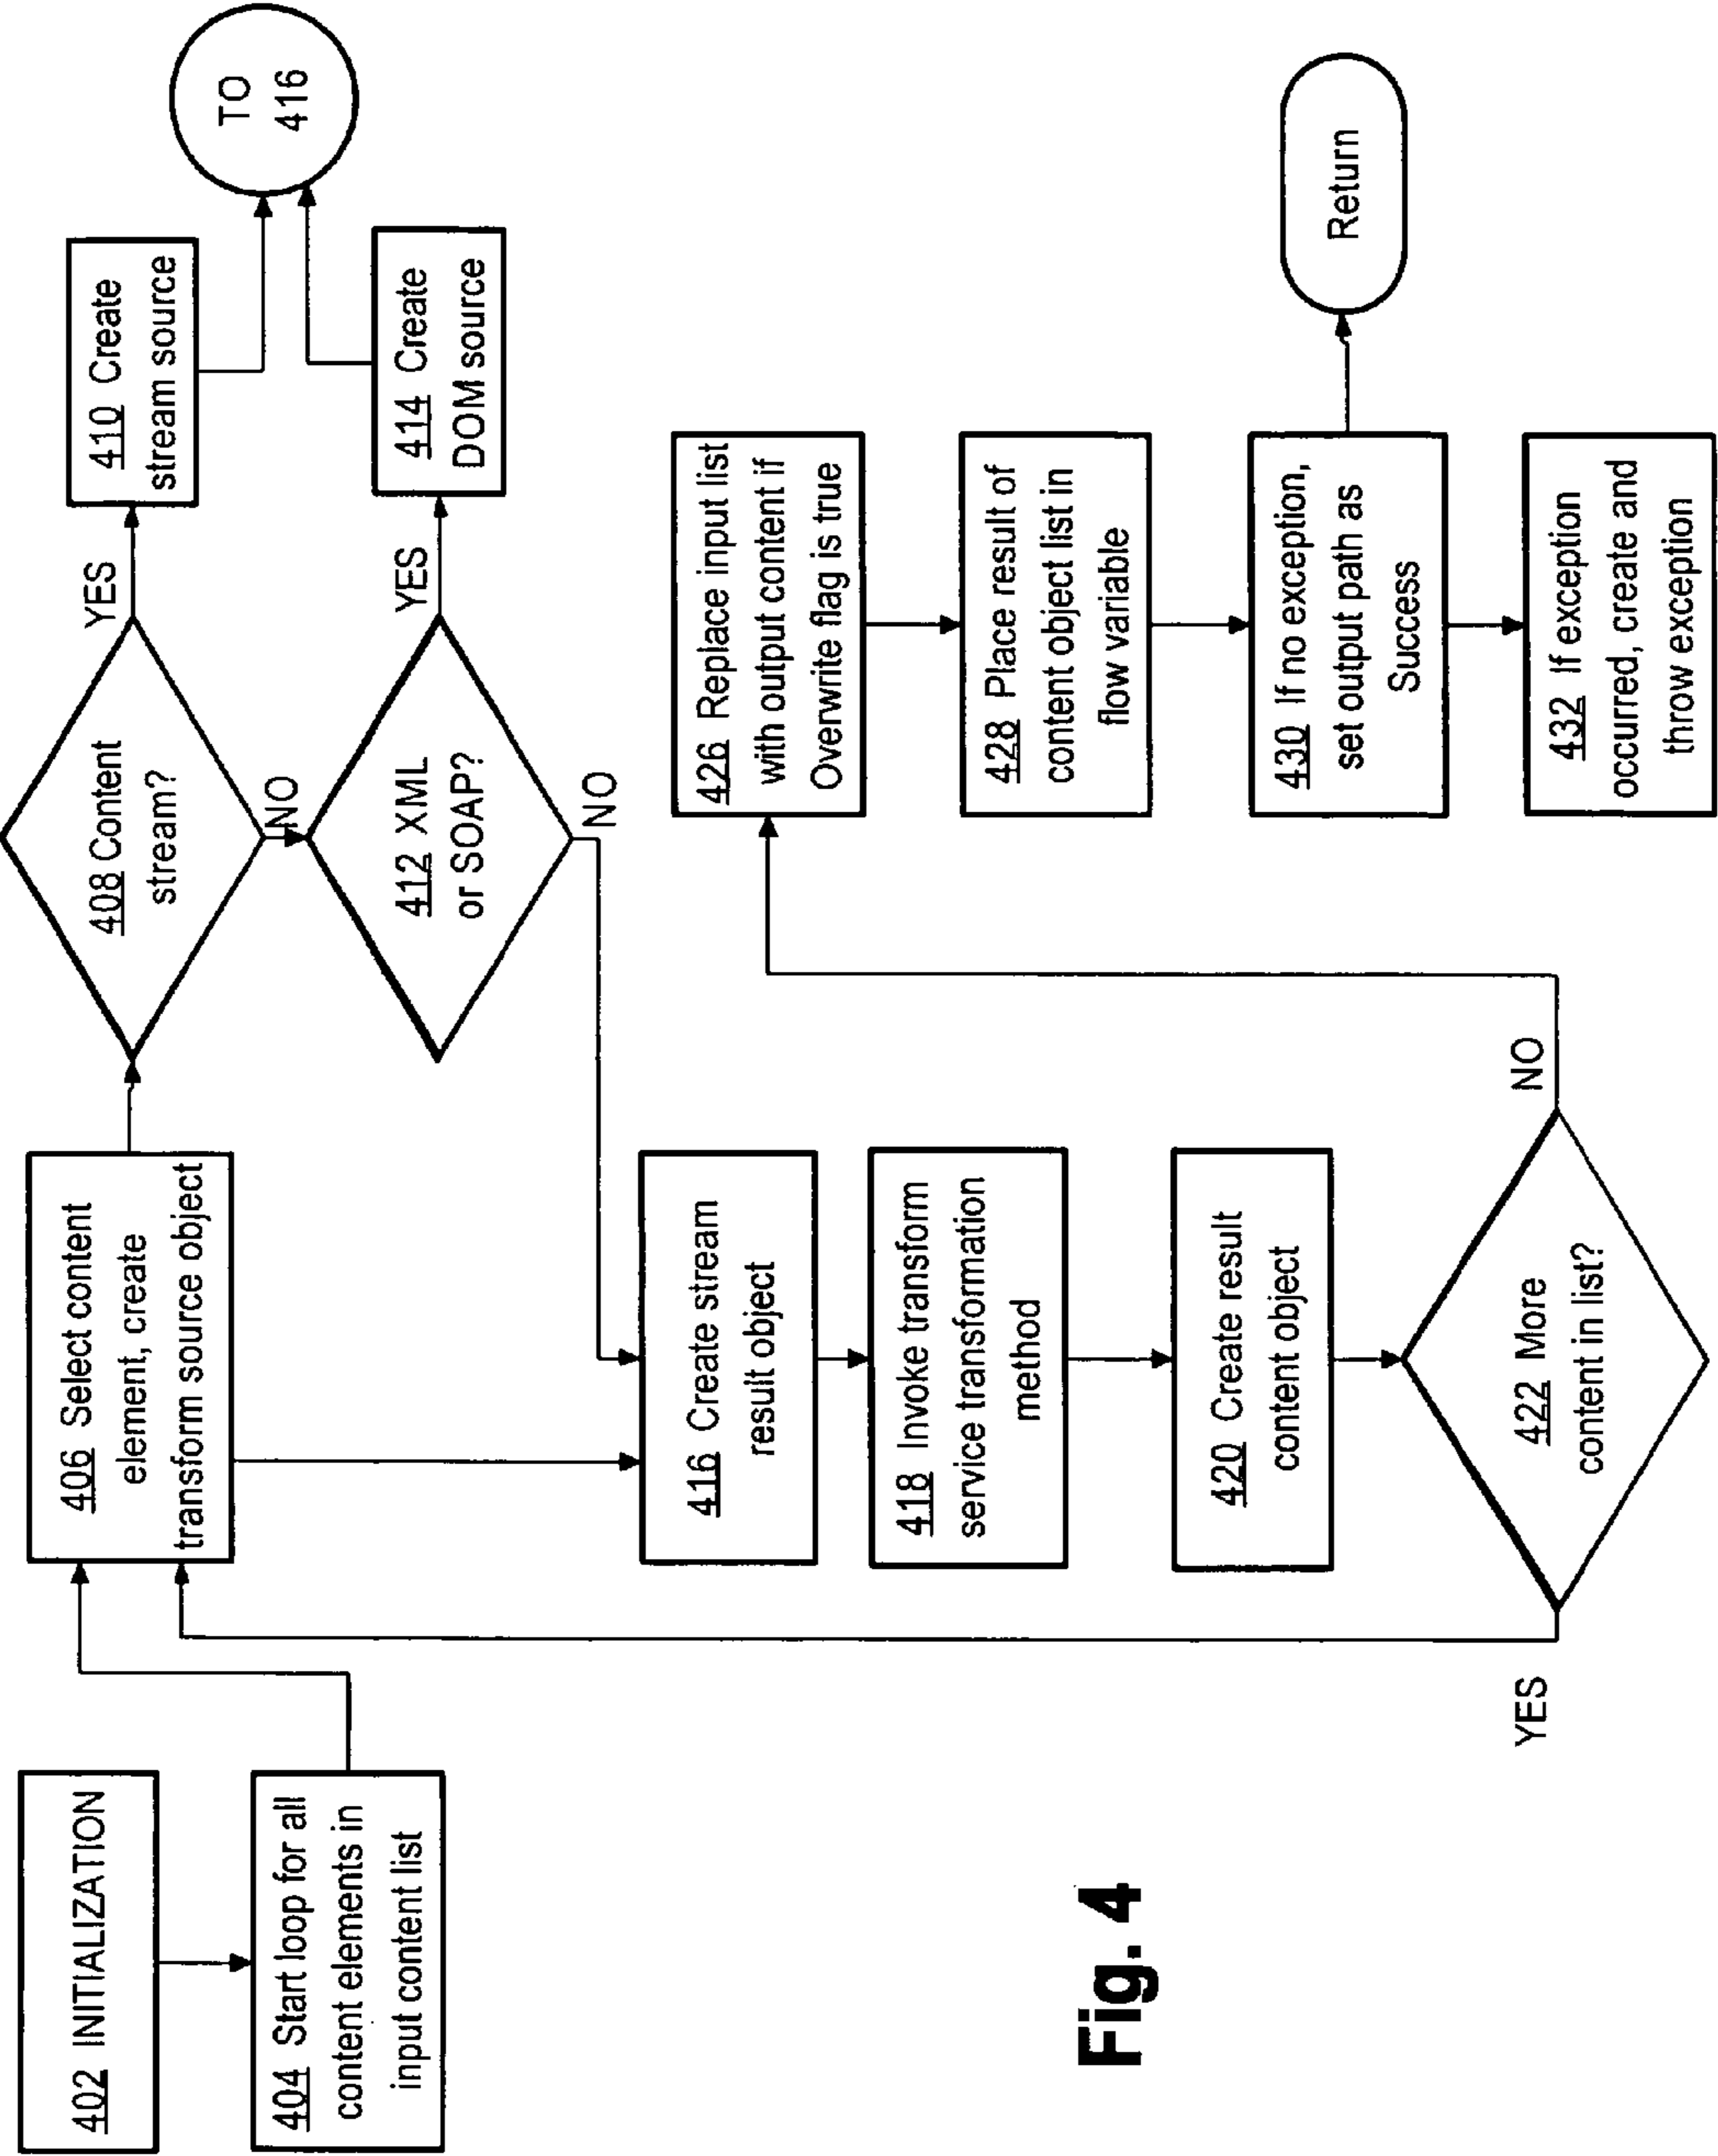 402 INITIALIZATION
404 Start loop for all
content elements in
input content list
406 Select content
element, create
transform source object
408 Content
stream?
YES
NO
410 Create
stream source
TO
416
412 XML
or SOAP?
YES
NO
414 Create
DOM source
416 Create stream
result object
418 Invoke transform
service transformation
method
420 Create result
content object
422 More
content in list?
YES
NO
426 Replace input list
with output content if
Overwrite flag is true
428 Place result of
content object list in
flow variable
430 If no exception,
set output path as
Success
Return
432 If exception
occurred, create and
throw exception
Fig. 4